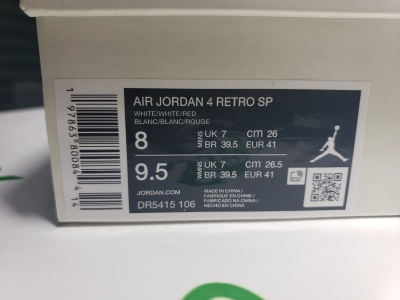 AIR JORDAN 4 RETRO SP
WHITE/WHITE/RED
BLANC/BLANC/ROUGE
8 MENS UK 7 cm 26
BR 39.5 EUR 41
9.5 WMNS UK 7 cm 26.5
BR 39.5 EUR 41
JORDAN.COM
DR5415 106
MADE IN CHINA /
FABRIQUE EN CHINE /
FABRICADO NA CHINA /
HECHO EN CHINA
1 97863 80084 4 14